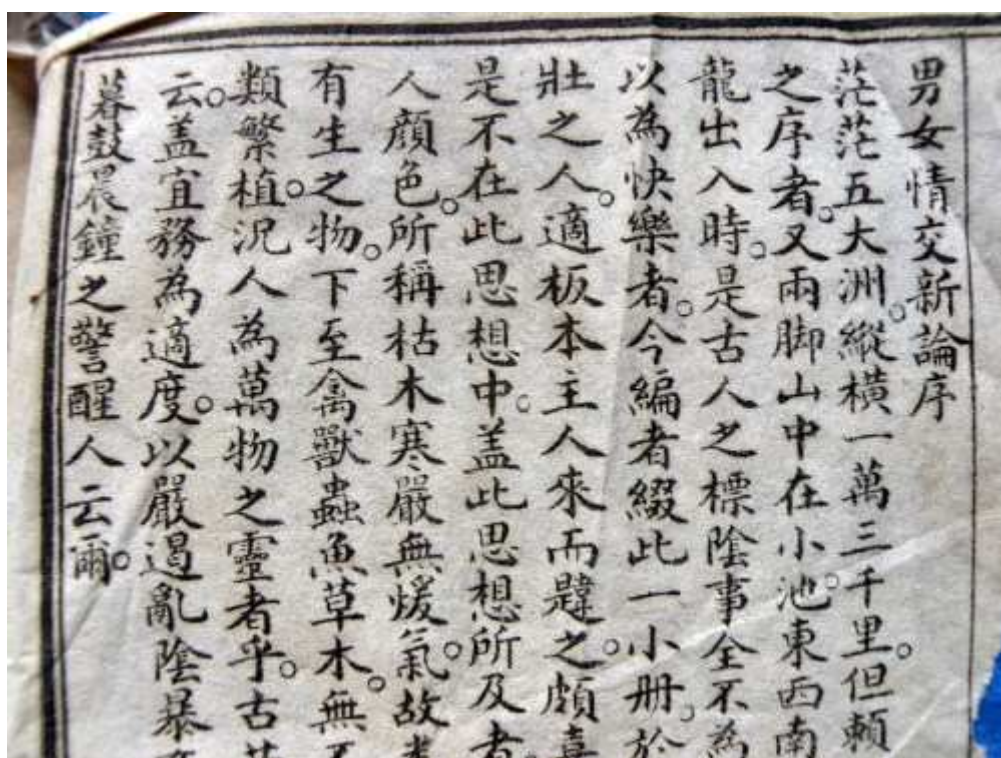 男女情交新論序
茫茫五大洲。縱橫一萬三千里。但賴
之序者。又兩脚山中在小池。東西南
龍出入時。是古人之標陰事全不為
以為快樂者。今編者綴此一小冊。於
壯之人。適板本主人來而韙之。頗喜
是不在此思想中。盖此思想所及者
人顏色。所稱枯木寒嚴無煖氣。故
有生之物。下至禽獸蟲魚草木。無不
類繁植。況人為萬物之靈者乎。古
云。盖宜務為適度。以嚴遏亂陰暴
暮鼓晨鐘之警醒人云爾。